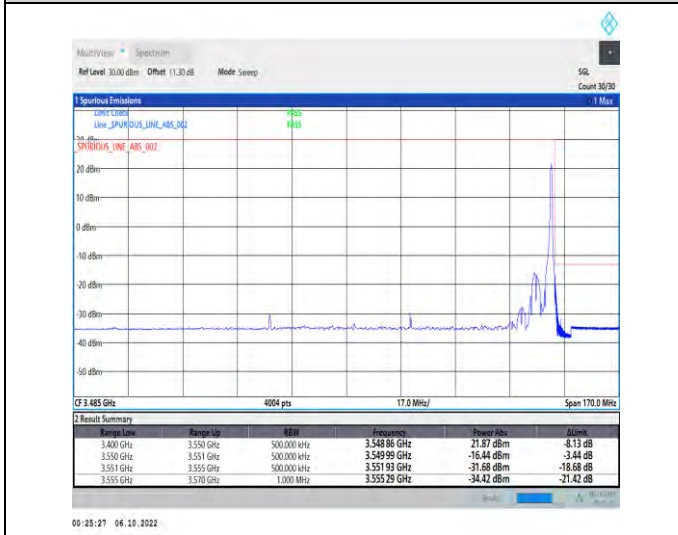 MultiView Spectrum
Ref Level 30.00 dBm Offset 11.30 dB Mode Sweep SGL
Count 30/30
1 Spurious Emissions 1 Max
Limit Check PASS
Line _SPURIOUS_LINE_ABS_002 PASS
_SPURIOUS_LINE_ABS_002
20 dBm
10 dBm
0 dBm
-10 dBm
-20 dBm
-30 dBm
-40 dBm
-50 dBm
CF 3.485 GHz 4004 pts 17.0 MHz/ Span 170.0 MHz
2 Result Summary
Range Low Range Up RBW Frequency Power Abs ΔLimit
3.400 GHz 3.550 GHz 500.000 kHz 3.548 86 GHz 21.87 dBm -8.13 dB
3.550 GHz 3.551 GHz 500.000 kHz 3.549 99 GHz -16.44 dBm -3.44 dB
3.551 GHz 3.555 GHz 500.000 kHz 3.551 93 GHz -31.68 dBm -18.68 dB
3.555 GHz 3.570 GHz 1.000 MHz 3.555 29 GHz -34.42 dBm -21.42 dB
00:25:27 06.10.2022